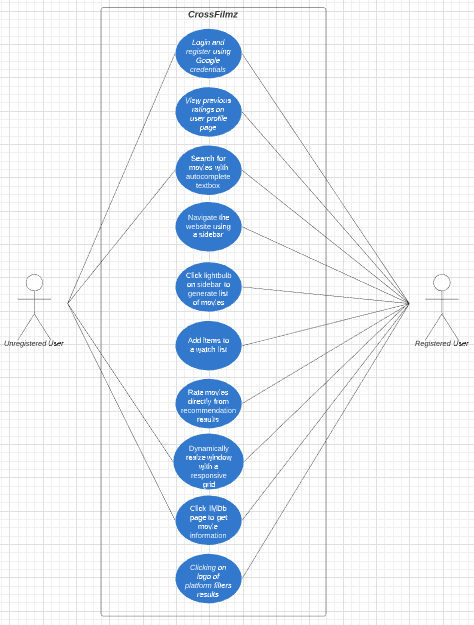 CrossFilmz
Login and
register using
Google
credentials
View previous
ratings on
user profile
page
Search for
movies with
autocomplete
textbox
Navigate the
website using
a sidebar
Click lightbulb
on sidebar to
generate list
of movies
Unregistered User
Registered User
Add items to
a watch list
Rate movies
directly from
recommendation
results
Dynamically
resize window
with a
responsive
grid
Click IMDb
page to get
movie
information
Clicking on
logo of
platform filters
results